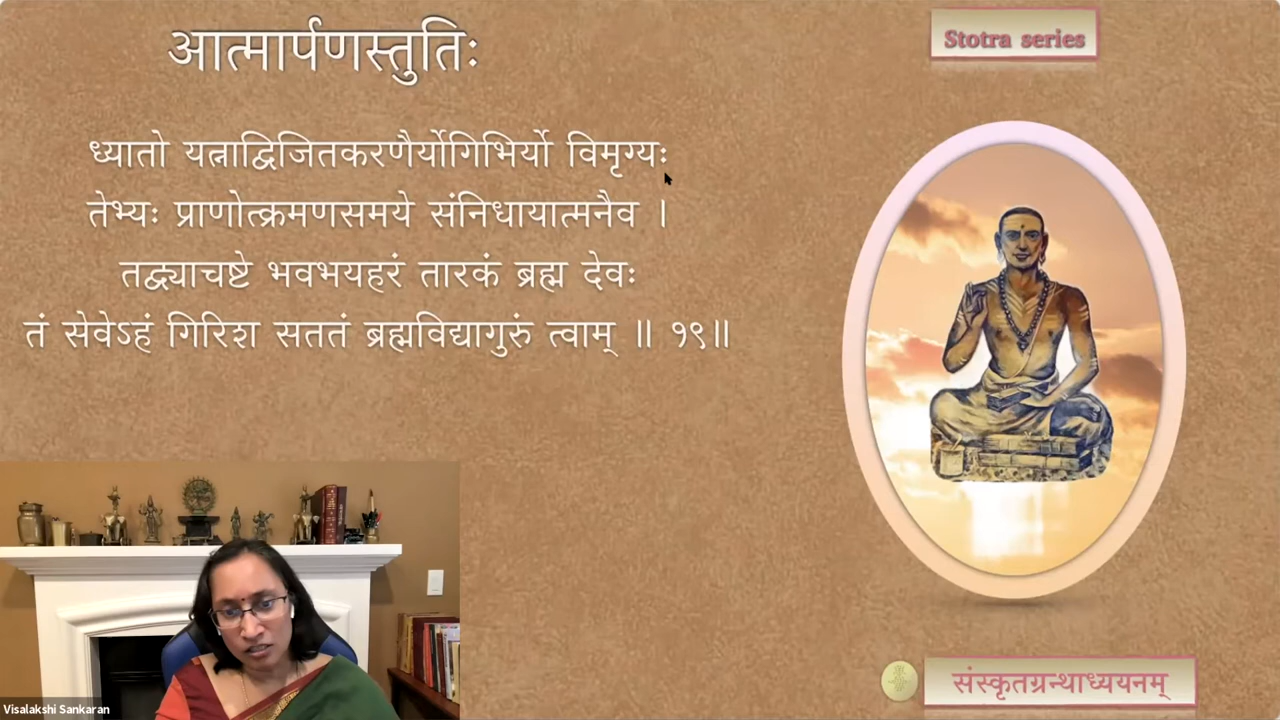 आत्मार्पणस्तुतिः
Stotra series
ध्यातो यत्नाद्विजितकरणैर्योगिभिर्यो विमृग्यः
तेभ्यः प्राणोत्क्रमणसमये संनिधायात्मनैव ।
तद्व्याचष्टे भवभयहरं तारकं ब्रह्म देवः
तं सेवेऽहं गिरिश सततं ब्रह्मविद्यागुरुं त्वाम् ॥ १९॥
Visalakshi Sankaran
संस्कृतग्रन्थाध्ययनम्